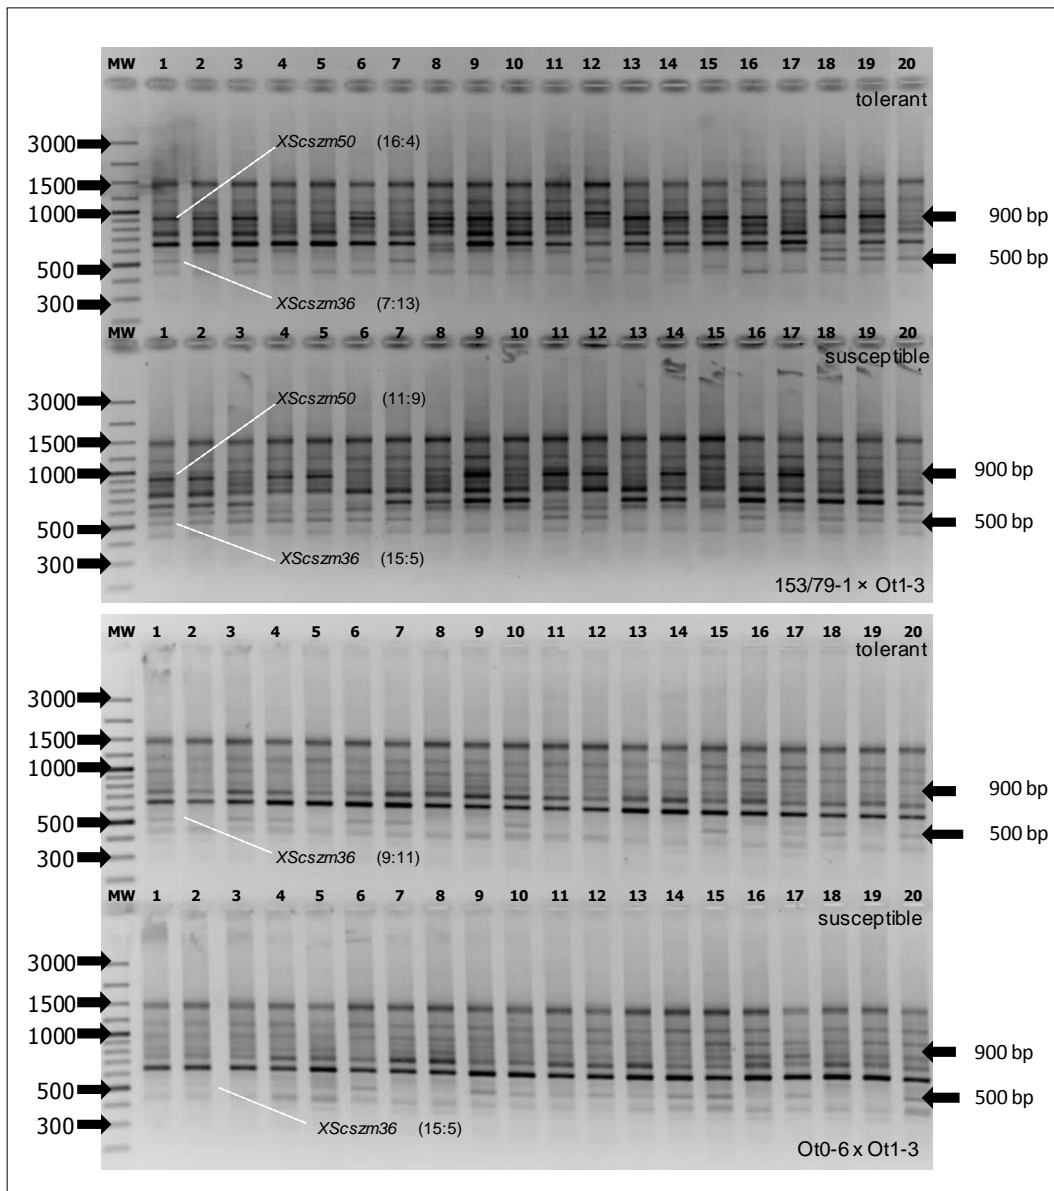 MW 1 2 3 4 5 6 7 8 9 10 11 12 13 14 15 16 17 18 19 20
tolerant
3000
XScszm50 (16:4)
1500
1000
900 bp
500 bp
500
300
XScszm36 (7:13)
MW 1 2 3 4 5 6 7 8 9 10 11 12 13 14 15 16 17 18 19 20
susceptible
3000
XScszm50 (11:9)
1500
1000
900 bp
500
500 bp
300
XScszm36 (15:5)
153/79-1 × Ot1-3
MW 1 2 3 4 5 6 7 8 9 10 11 12 13 14 15 16 17 18 19 20
tolerant
3000
1500
1000
900 bp
500
500 bp
300
XScszm36 (9:11)
MW 1 2 3 4 5 6 7 8 9 10 11 12 13 14 15 16 17 18 19 20
susceptible
3000
1500
1000
900 bp
500
500 bp
300
XScszm36 (15:5)
Ot0-6 x Ot1-3